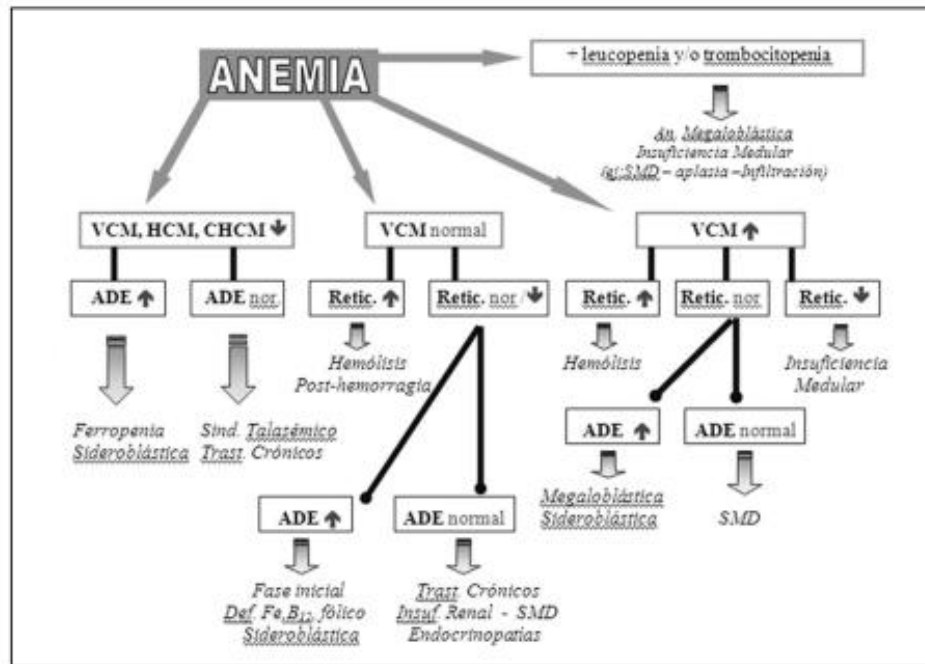 ANEMIA
+ leucopenia y/o trombocitopenia
An. Megaloblástica
Insuficiencia Medular
(ej:SMD – aplasia –Infiltración)
VCM, HCM, CHCM ↓
VCM normal
VCM ↑
ADE ↑
ADE nor.
Retic. ↑
Retic. nor / ↓
Retic. ↑
Retic. nor
Retic. ↓
Hemólisis
Post-hemorragia
Hemólisis
Insuficiencia
Medular
Ferropenia
Sideroblástica
Sind. Talasémico
Trast. Crónicos
ADE ↑
ADE normal
Megaloblástica
Sideroblástica
SMD
ADE ↑
ADE normal
Fase inicial
Def. Fe,B12, fólico
Sideroblástica
Trast. Crónicos
Insuf. Renal - SMD
Endocrinopatías